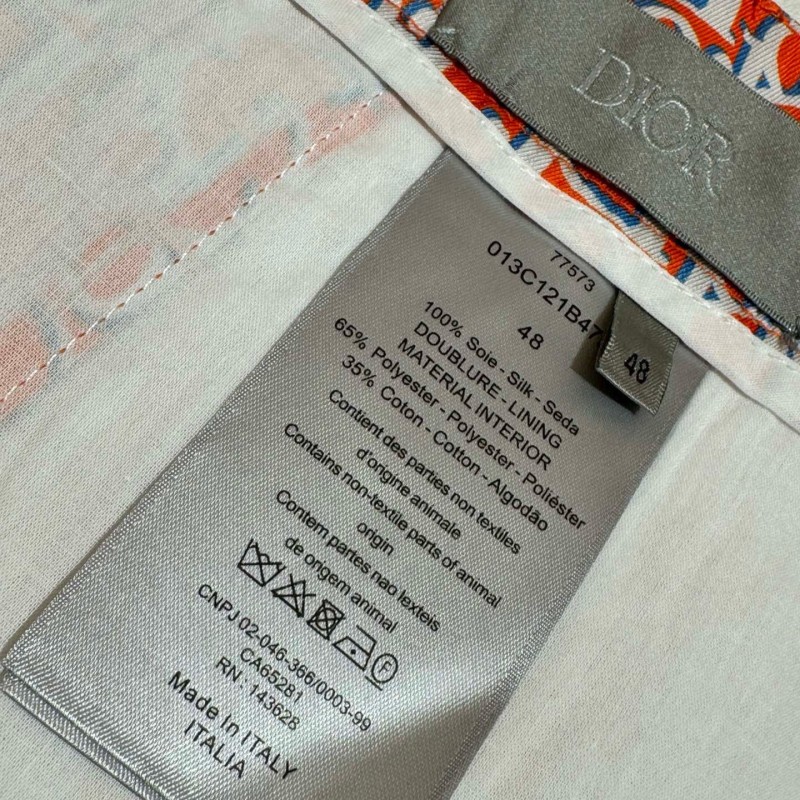 DIOR
48
77573
013C121B47
48
100% Soie - Silk - Seda
DOUBLURE - LINING
MATERIAL INTERIOR
65% Polyester - Polyester - Poliéster
35% Coton - Cotton - Algodão
Contient des parties non textiles
d'origine animale
Contains non-textile parts of animal
origin
Contem partes nao lexteis
de origem animal
F
CNPJ 02-046-366/0003-99
CA65281
RN : 143628
Made In ITALY
ITALIA